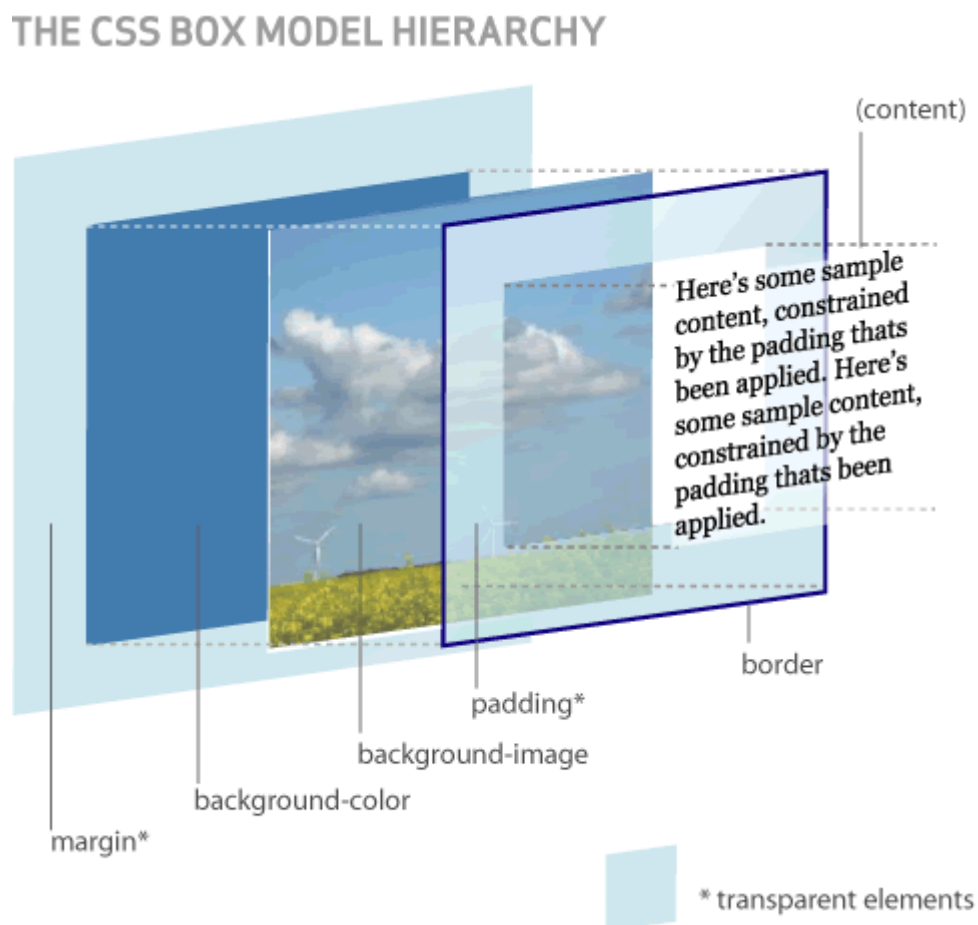 THE CSS BOX MODEL HIERARCHY
(content)
Here’s some sample
content, constrained
by the padding thats
been applied. Here’s
some sample content,
constrained by the
padding thats been
applied.
border
padding*
background-image
background-color
margin*
* transparent elements